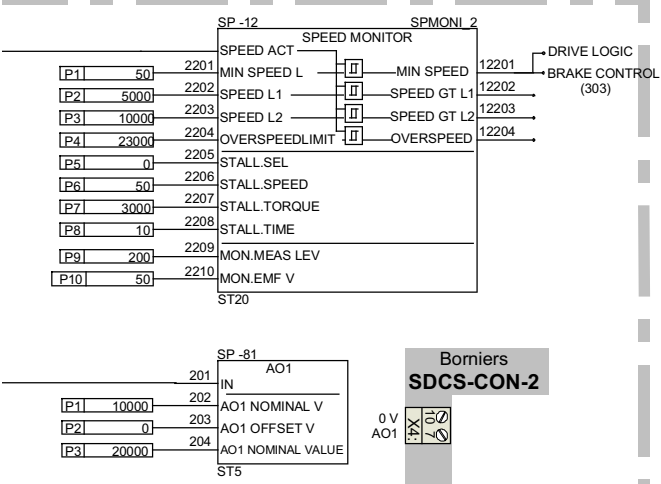 SP -12 SPMONI_2
SPEED MONITOR
SPEED ACT
P1 50 2201 MIN SPEED L MIN SPEED 12201
DRIVE LOGIC
BRAKE CONTROL
(303)
P2 5000 2202 SPEED L1 SPEED GT L1 12202
P3 10000 2203 SPEED L2 SPEED GT L2 12203
P4 23000 2204 OVERSPEEDLIMIT OVERSPEED 12204
P5 0 2205 STALL.SEL
P6 50 2206 STALL.SPEED
P7 3000 2207 STALL.TORQUE
P8 10 2208 STALL.TIME
P9 200 2209 MON.MEAS LEV
P10 50 2210 MON.EMF V
ST20
SP -81
AO1
201 IN
P1 10000 202 AO1 NOMINAL V
P2 0 203 AO1 OFFSET V
P3 20000 204 AO1 NOMINAL VALUE
ST5
Borniers
SDCS-CON-2
0 V
AO1
X4:
10
7